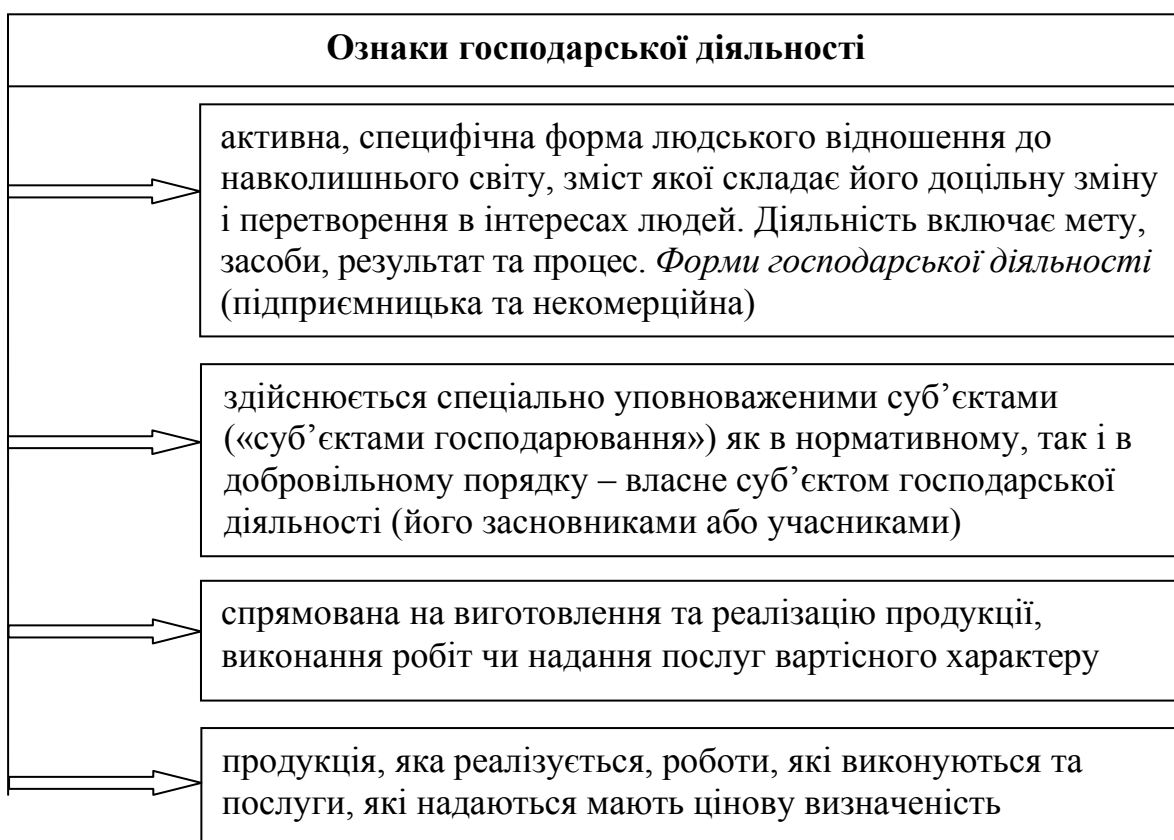 Ознаки господарської діяльності
активна, специфічна форма людського відношення до
навколишнього світу, зміст якої складає його доцільну зміну
і перетворення в інтересах людей. Діяльність включає мету,
засоби, результат та процес. Форми господарської діяльності
(підприємницька та некомерційна)
здійснюється спеціально уповноваженими суб’єктами
(«суб’єктами господарювання») як в нормативному, так і в
добровільному порядку – власне суб’єктом господарської
діяльності (його засновниками або учасниками)
спрямована на виготовлення та реалізацію продукції,
виконання робіт чи надання послуг вартісного характеру
продукція, яка реалізується, роботи, які виконуються та
послуги, які надаються мають цінову визначеність